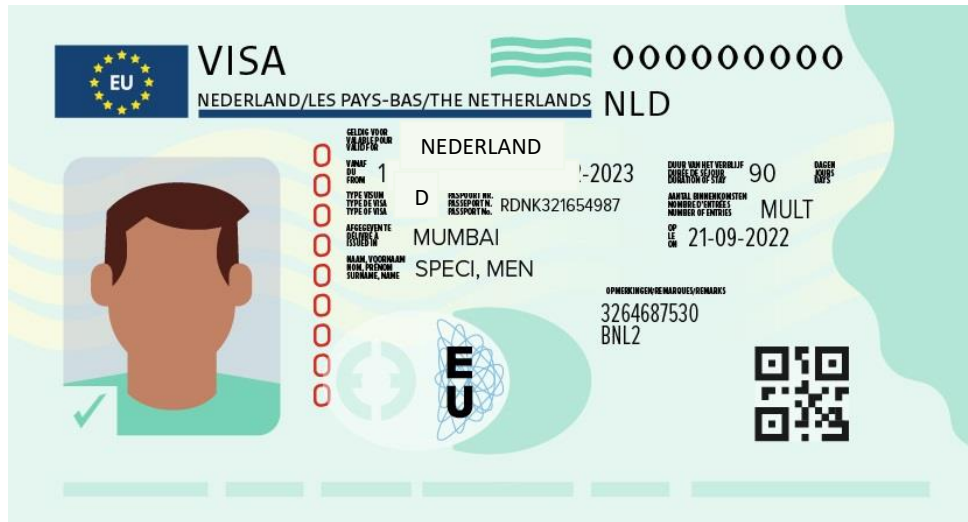 EU
VISA
000000000
NEDERLAND/LES PAYS-BAS/THE NETHERLANDS NLD
GELDIG VOOR
VALABLE POUR
VALID FOR
NEDERLAND
VANAF
DU
FROM
1
2-2023
DUUR VAN HET VERBLIJF
DURÉE DE SÉJOUR
DURATION OF STAY
90
DAGEN
JOURS
DAYS
TYPE VISUM
TYPE DE VISA
TYPE OF VISA
D
PASPOORT NR.
PASSEPORT N.
PASSPORT No.
RDNK321654987
AANTAL BINNENKOMSTEN
NOMBRE D'ENTRÉES
NUMBER OF ENTRIES
MULT
AFGEGEVEN TE
DÉLIVRÉ À
ISSUED IN
MUMBAI
OP
LE
ON
21-09-2022
NAAM, VOORNAAM
NOM, PRÉNOM
SURNAME, NAME
SPECI, MEN
000000000
OPMERKINGEN/REMARQUES/REMARKS
3264687530
BNL2
EU